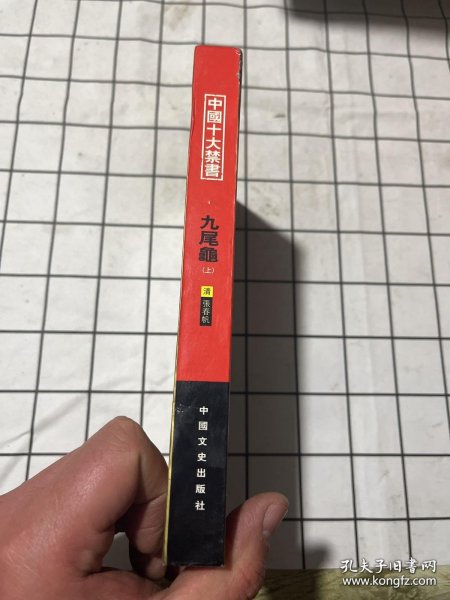 中國十大禁書
九尾龜
(上)
清
張春帆
中國文史出版社
孔夫子旧书网
www.kongfz.com